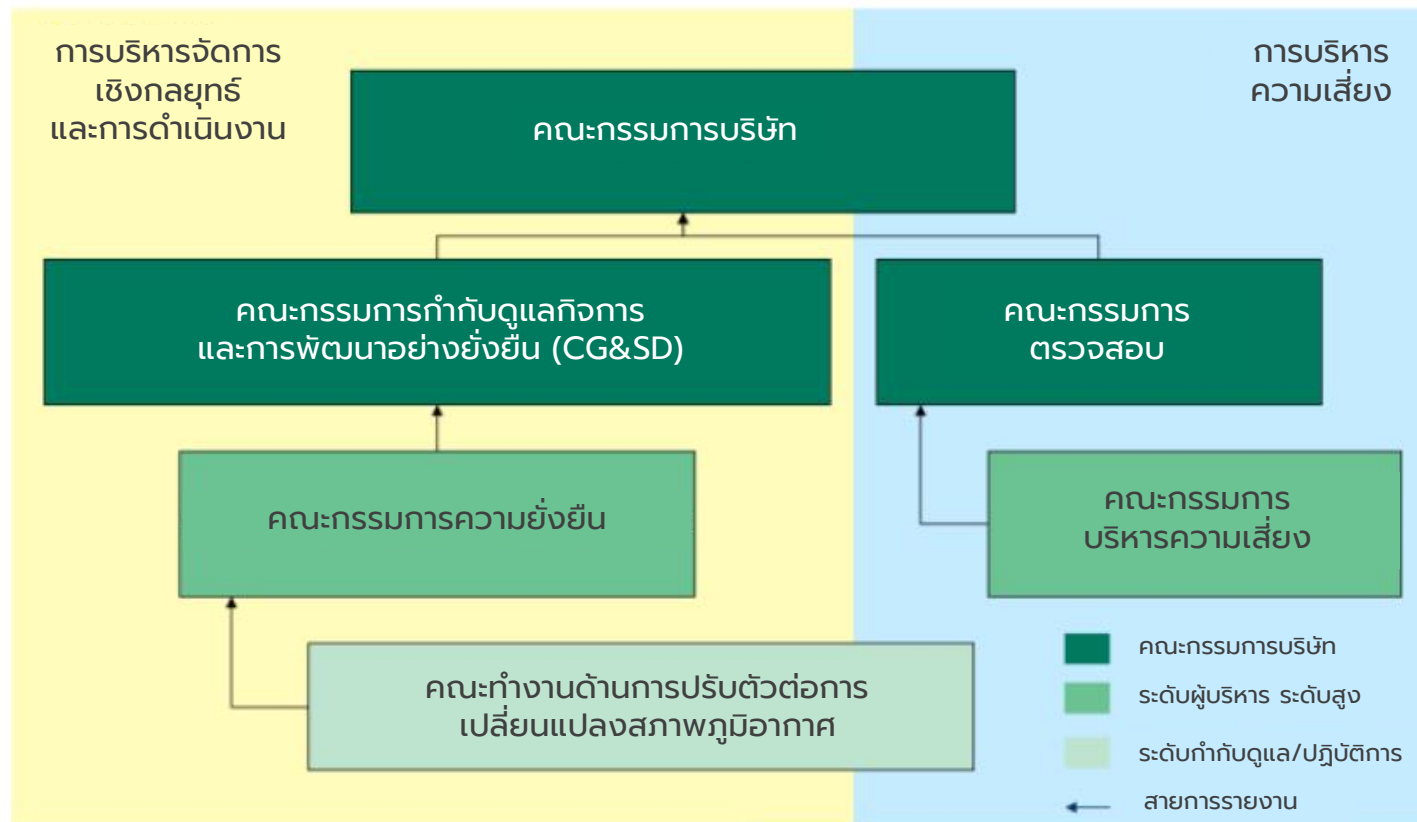 การบริหารจัดการ
เชิงกลยุทธ์
และการดำเนินงาน
การบริหาร
ความเสี่ยง
คณะกรรมการบริษัท
คณะกรรมการกำกับดูแลกิจการ
และการพัฒนาอย่างยั่งยืน (CG&SD)
คณะกรรมการ
ตรวจสอบ
คณะกรรมการความยั่งยืน
คณะกรรมการ
บริหารความเสี่ยง
คณะทำงานด้านการปรับตัวต่อการ
เปลี่ยนแปลงสภาพภูมิอากาศ
คณะกรรมการบริษัท
ระดับผู้บริหาร ระดับสูง
ระดับกำกับดูแล/ปฏิบัติการ
สายการรายงาน